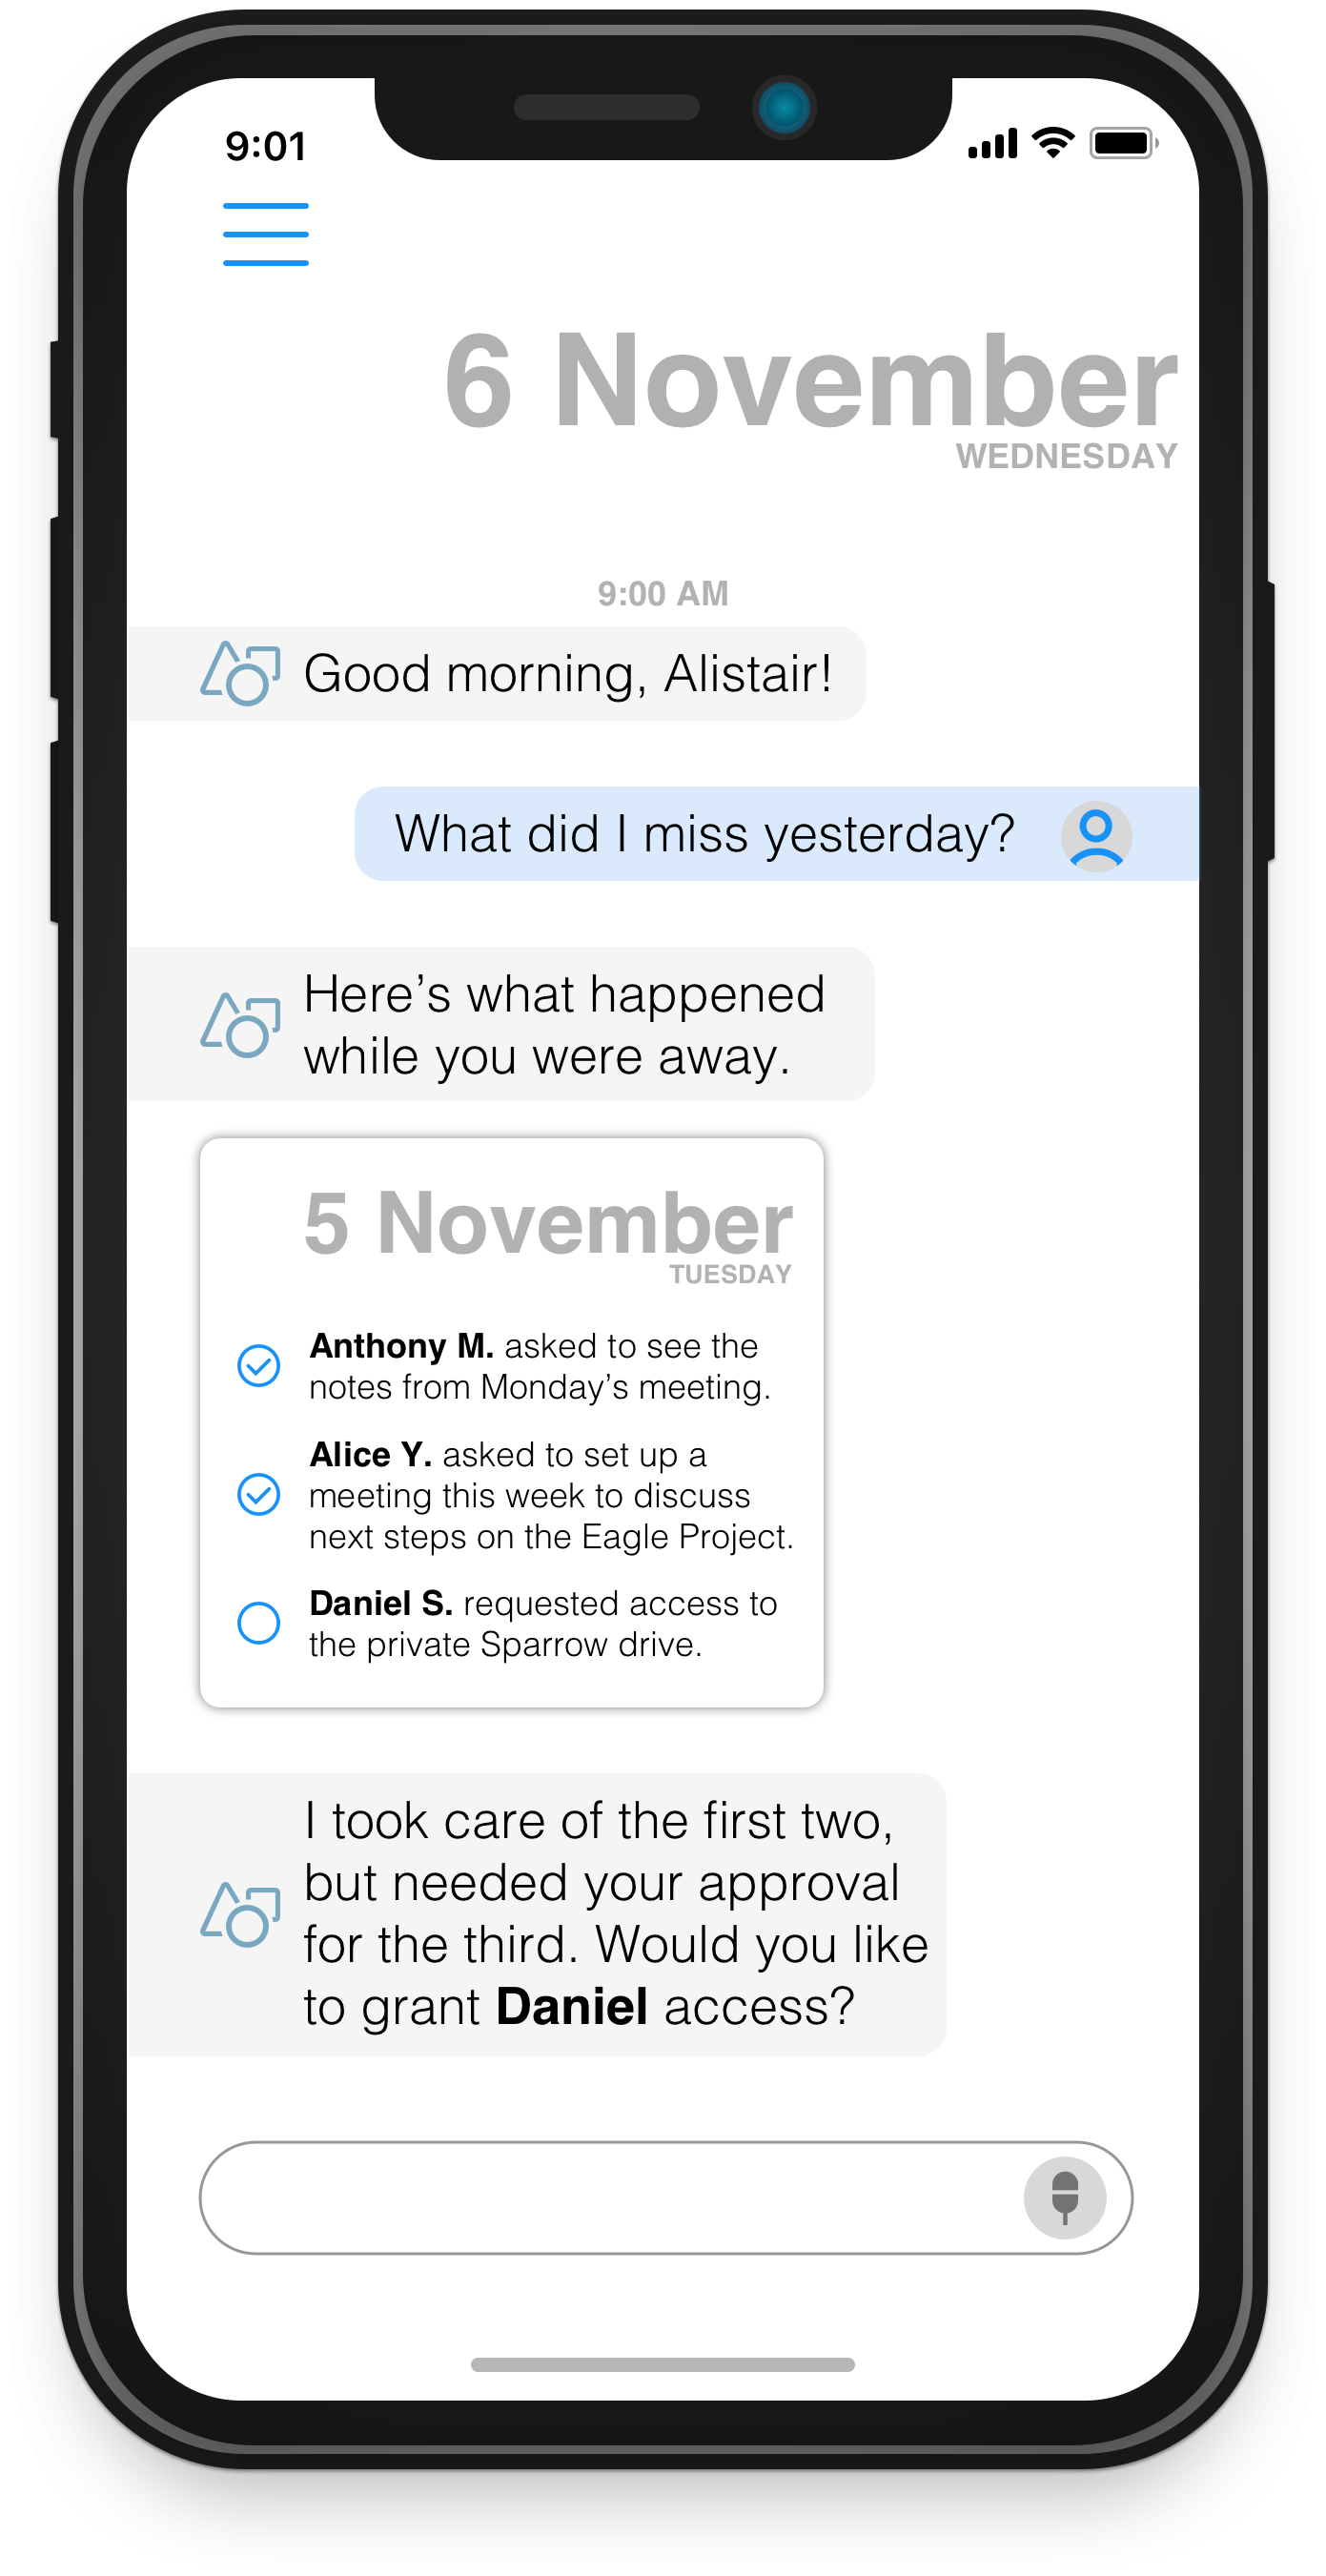 9:01
6 November
WEDNESDAY
9:00 AM
Good morning, Alistair!
What did I miss yesterday?
Here’s what happened
while you were away.
5 November
TUESDAY
Anthony M. asked to see the
notes from Monday’s meeting.
Alice Y. asked to set up a
meeting this week to discuss
next steps on the Eagle Project.
Daniel S. requested access to
the private Sparrow drive.
I took care of the first two,
but needed your approval
for the third. Would you like
to grant Daniel access?